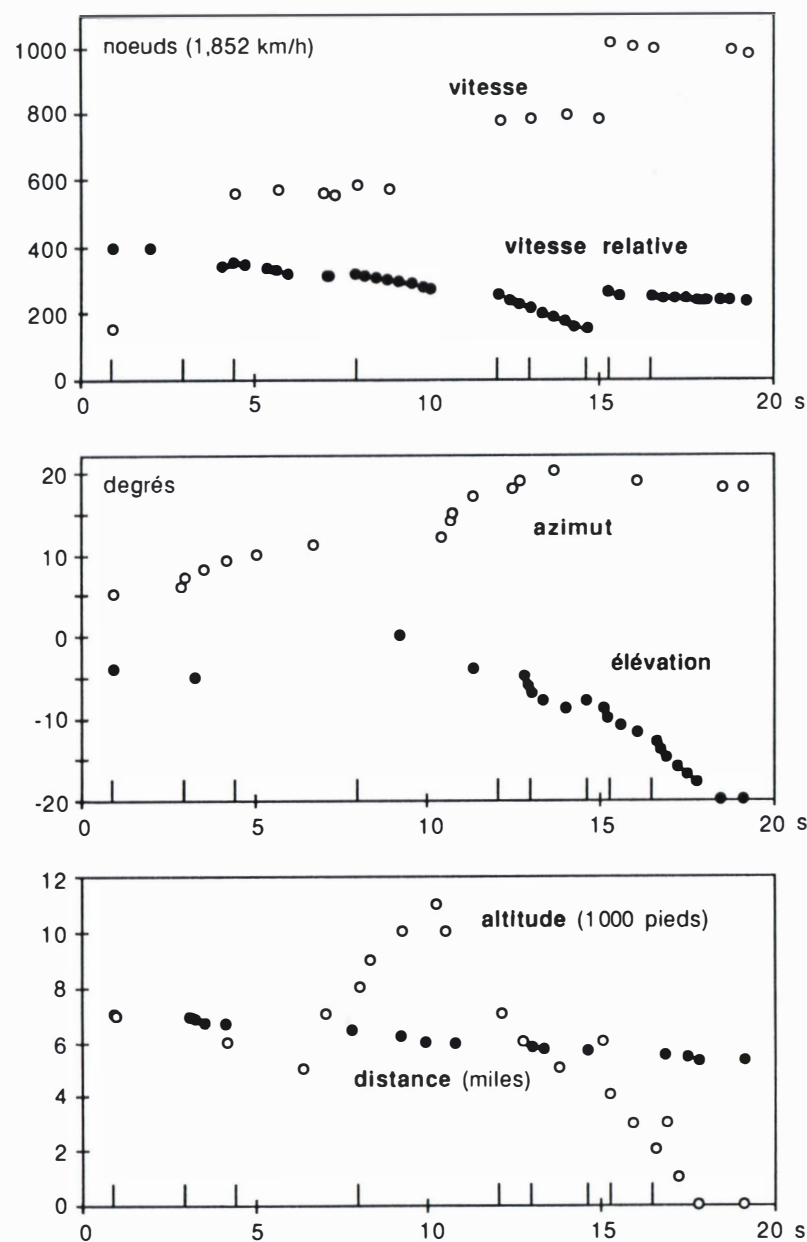 1000
noeuds (1,852 km/h)
vitesse
800
600
400
vitesse relative
200
0
0 5 10 15 20 s
20
degrés
10
azimut
0
élévation
-10
-20
0 5 10 15 20 s
12
altitude (1000 pieds)
10
8
6
distance (miles)
4
2
0
0 5 10 15 20 s